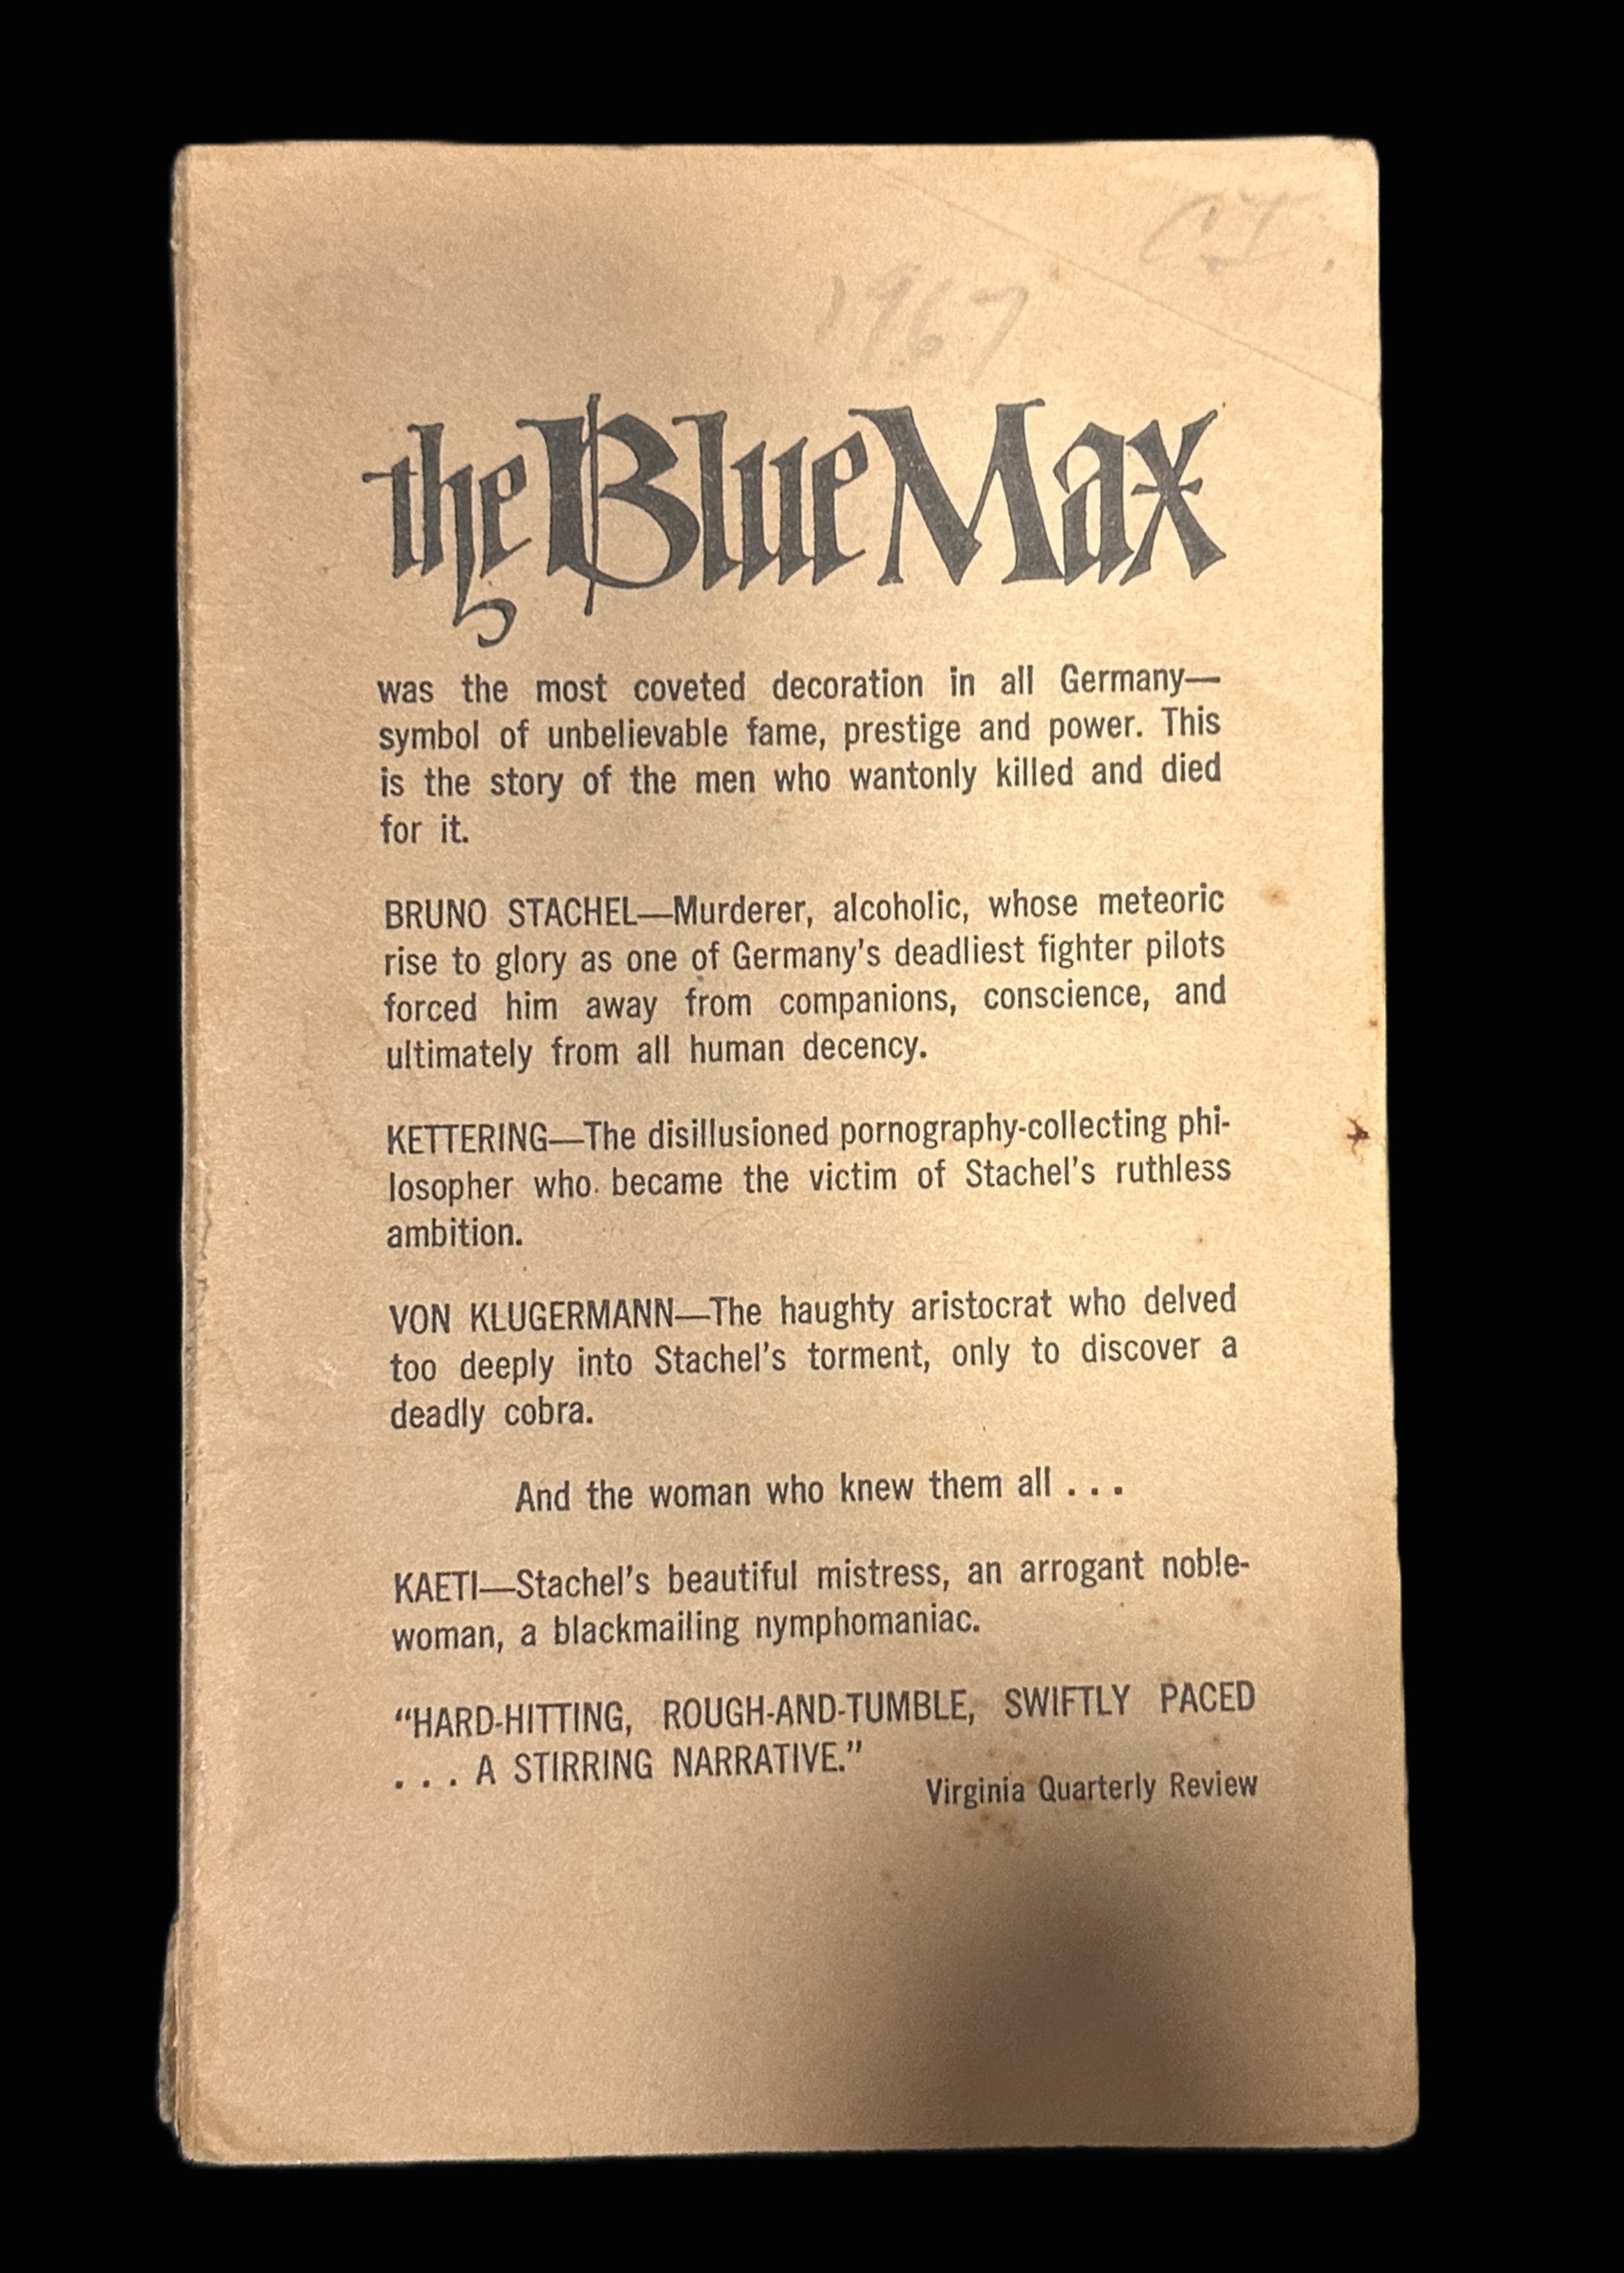 CI.
1967
the Blue Max
was the most coveted decoration in all Germany—
symbol of unbelievable fame, prestige and power. This
is the story of the men who wantonly killed and died
for it.
BRUNO STACHEL—Murderer, alcoholic, whose meteoric
rise to glory as one of Germany's deadliest fighter pilots
forced him away from companions, conscience, and
ultimately from all human decency.
KETTERING—The disillusioned pornography-collecting phi-
losopher who became the victim of Stachel's ruthless
ambition.
VON KLUGERMANN—The haughty aristocrat who delved
too deeply into Stachel's torment, only to discover a
deadly cobra.
And the woman who knew them all . . .
KAETI—Stachel's beautiful mistress, an arrogant noble-
woman, a blackmailing nymphomaniac.
“HARD-HITTING, ROUGH-AND-TUMBLE, SWIFTLY PACED
. . . A STIRRING NARRATIVE.”
Virginia Quarterly Review